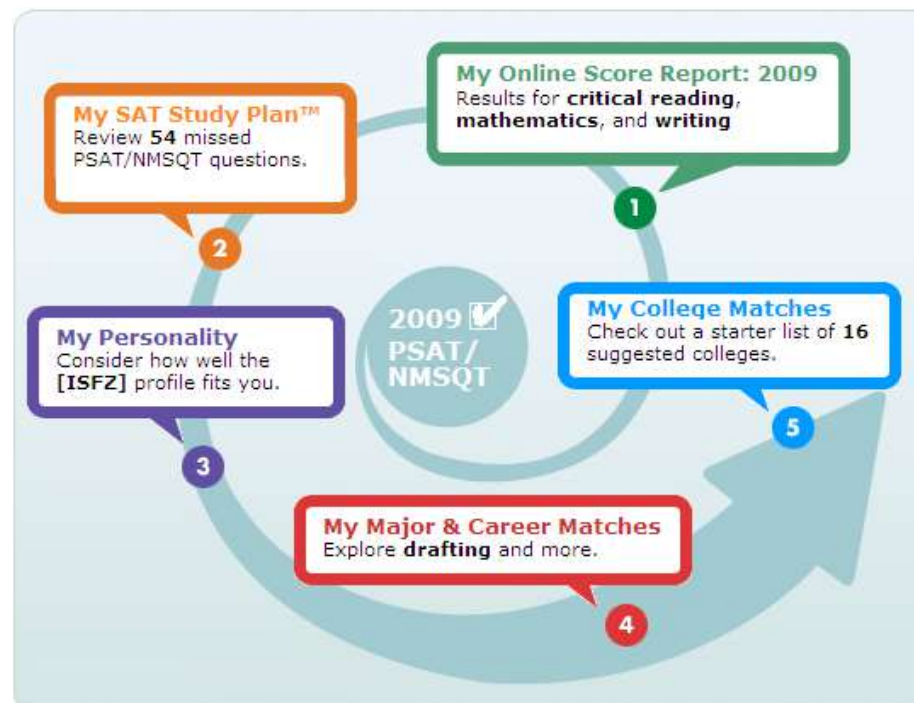 My Online Score Report: 2009
Results for critical reading,
mathematics, and writing
1
My SAT Study Plan™
Review 54 missed
PSAT/NMSQT questions.
2
My Personality
Consider how well the
[ISFZ] profile fits you.
3
My Major & Career Matches
Explore drafting and more.
4
My College Matches
Check out a starter list of 16
suggested colleges.
5
2009
PSAT/
NMSQT